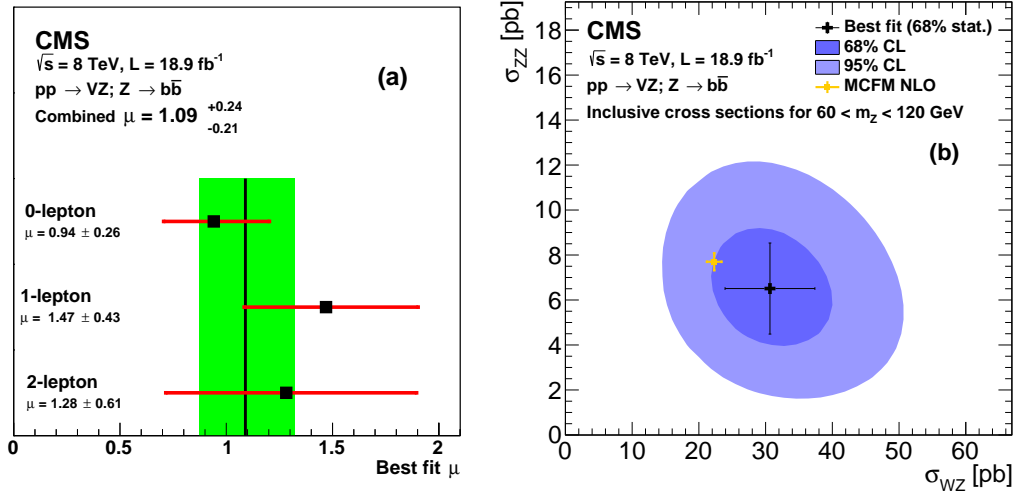 CMS
√s = 8 TeV, L = 18.9 fb⁻¹
(a)
pp → VZ; Z → bb̅
Combined μ = 1.09 +0.24 -0.21
0-lepton
μ = 0.94 ± 0.26
1-lepton
μ = 1.47 ± 0.43
2-lepton
μ = 1.28 ± 0.61
0 0.5 1 1.5 2
Best fit μ
σ_ZZ [pb]
18
16
14
12
10
8
6
4
2
0
CMS
√s = 8 TeV, L = 18.9 fb⁻¹
pp → VZ; Z → bb̅
Best fit (68% stat.)
68% CL
95% CL
MCFM NLO
Inclusive cross sections for 60 < m_Z < 120 GeV
(b)
0 10 20 30 40 50 60
σ_WZ [pb]